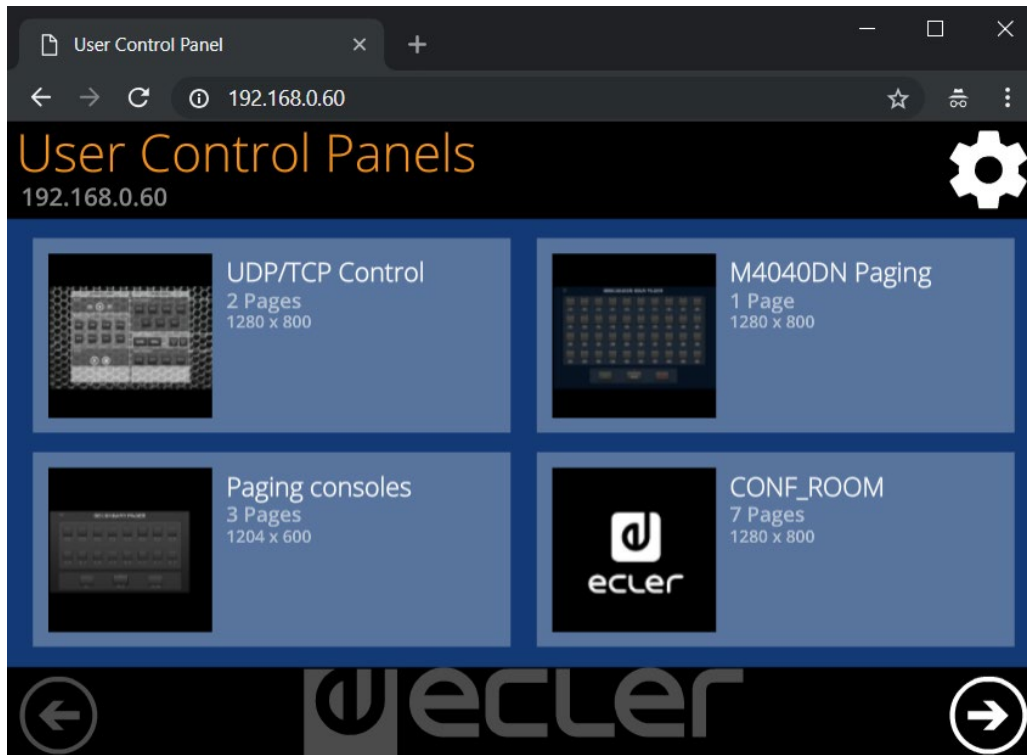 User Control Panel
192.168.0.60
User Control Panels
192.168.0.60
UDP/TCP Control
2 Pages
1280 x 800
M4040DN Paging
1 Page
1280 x 800
Paging consoles
3 Pages
1204 x 600
ecler
CONF_ROOM
7 Pages
1280 x 800
ecler